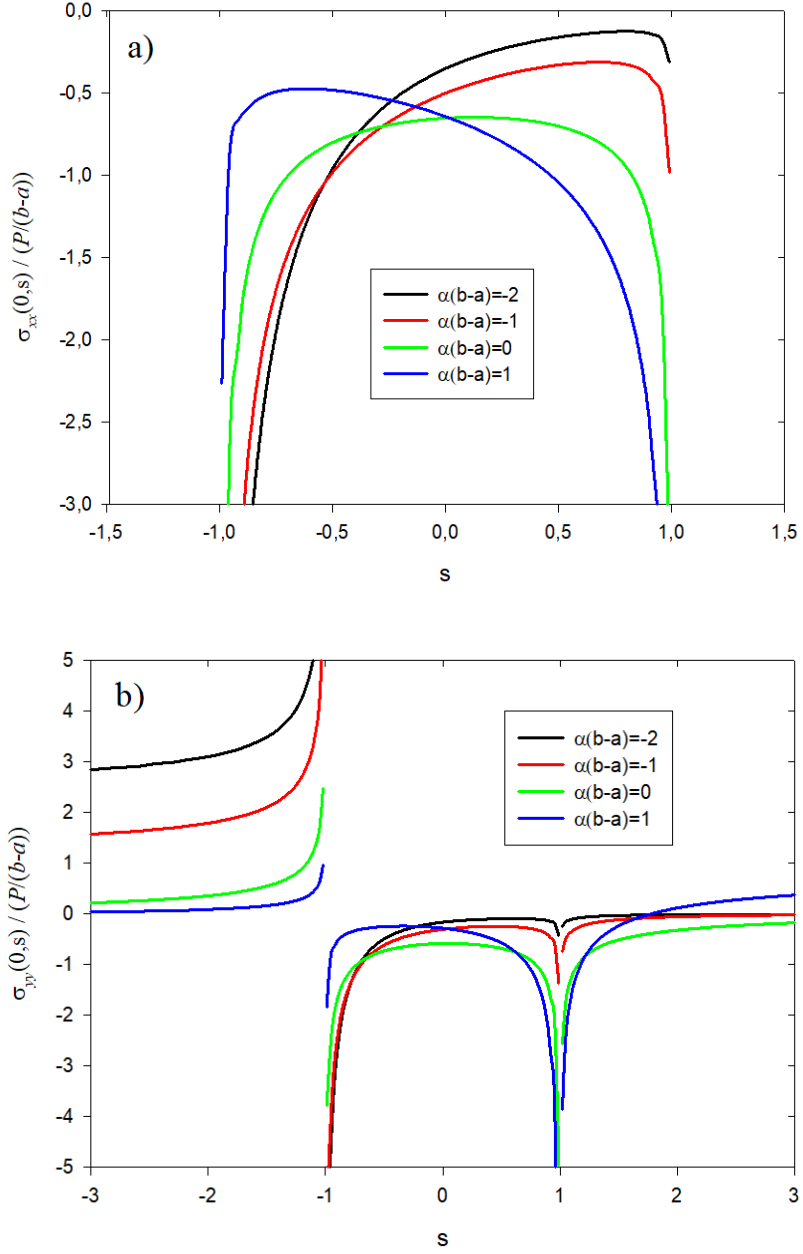 a)
σxx(0,s) / (P/(b-a))
0,0
-0,5
-1,0
-1,5
-2,0
-2,5
-3,0
α(b-a)=-2
α(b-a)=-1
α(b-a)=0
α(b-a)=1
-1,5 -1,0 -0,5 0,0 0,5 1,0 1,5
s
b)
σyy(0,s) / (P/(b-a))
5
4
3
2
1
0
-1
-2
-3
-4
-5
α(b-a)=-2
α(b-a)=-1
α(b-a)=0
α(b-a)=1
-3 -2 -1 0 1 2 3
s